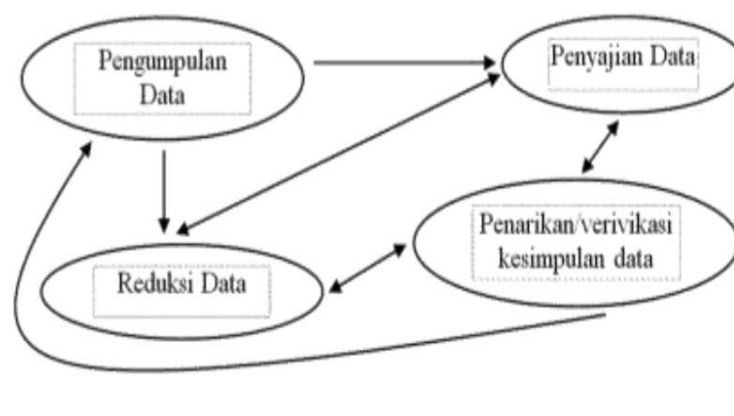 Pengumpulan
Data
Penyajian Data
Penarikan/verivikasi
kesimpulan data
Reduksi Data